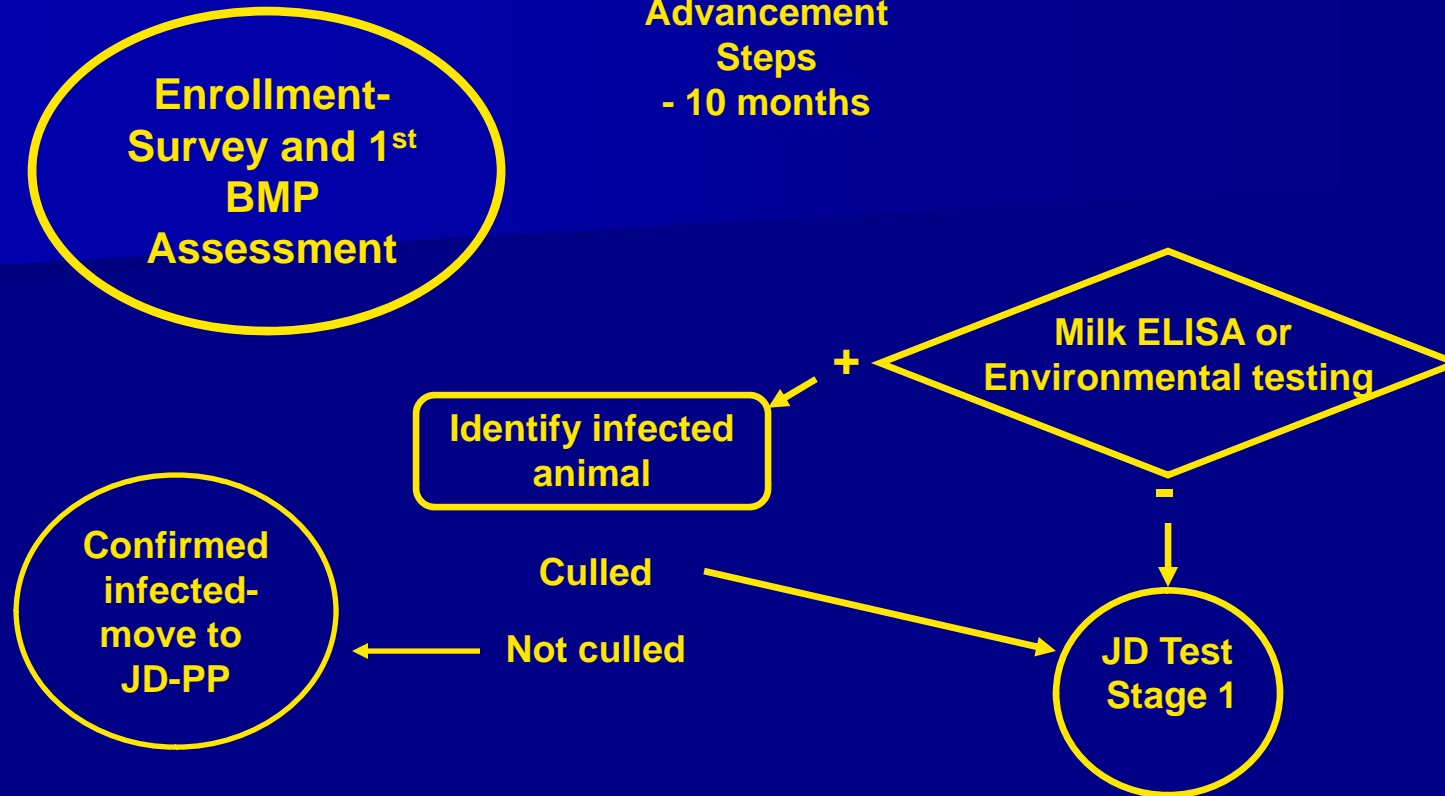 Advancement
Steps
- 10 months
Enrollment-
Survey and 1st
BMP
Assessment
Milk ELISA or
Environmental testing
+
-
Identify infected
animal
Culled
Not culled
Confirmed
infected-
move to
JD-PP
JD Test
Stage 1